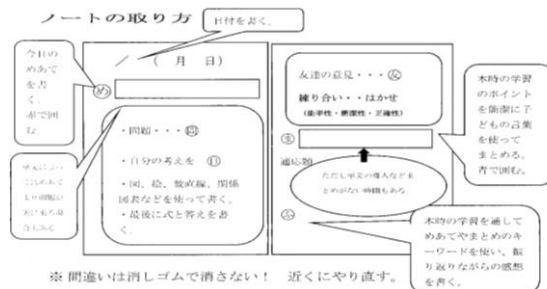 ノートの取り方
日付を書く。
今日の
めあて
を書
く。
赤で囲
む。
／ （ 月 日）
め
・問題・・・問
・自分の考えを 自
・図、絵、数直線、関係
図表などを使って書く。
・最後に式と答えを書
く。
友達の意見・・・友
練り合い・・はかせ
（能率性・簡潔性・正確性）
ま
適応題
ただし単元の導入などま
とめがない時間もある
ふ
本時の学習
のポイント
を簡潔に子
どもの言葉
を使って
まとめる。
青で囲む。
本時の学習を通して
めあてやまとめのキ
ーワードを使い、振
り返りながらの感想
を書く。
※ 間違いは消しゴムで消さない！ 近くにやり直す。